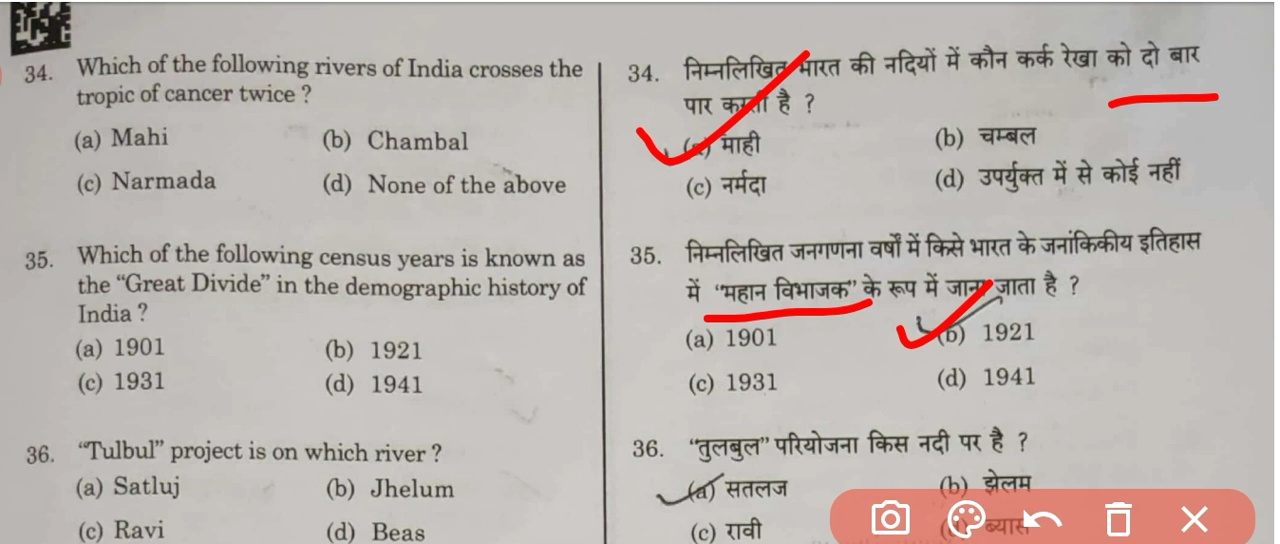 34. Which of the following rivers of India crosses the
tropic of cancer twice ?
(a) Mahi (b) Chambal
(c) Narmada (d) None of the above
35. Which of the following census years is known as
the “Great Divide” in the demographic history of
India ?
(a) 1901 (b) 1921
(c) 1931 (d) 1941
36. “Tulbul” project is on which river ?
(a) Satluj (b) Jhelum
(c) Ravi (d) Beas
34. निम्नलिखित भारत की नदियों में कौन कर्क रेखा को दो बार
पार करती है ?
(a) माही (b) चम्बल
(c) नर्मदा (d) उपर्युक्त में से कोई नहीं
35. निम्नलिखित जनगणना वर्षों में किसे भारत के जनांकिकीय इतिहास
में “महान विभाजक” के रूप में जाना जाता है ?
(a) 1901 (b) 1921
(c) 1931 (d) 1941
36. “तुलबुल” परियोजना किस नदी पर है ?
(a) सतलज (b) झेलम
(c) रावी (d) ब्यास